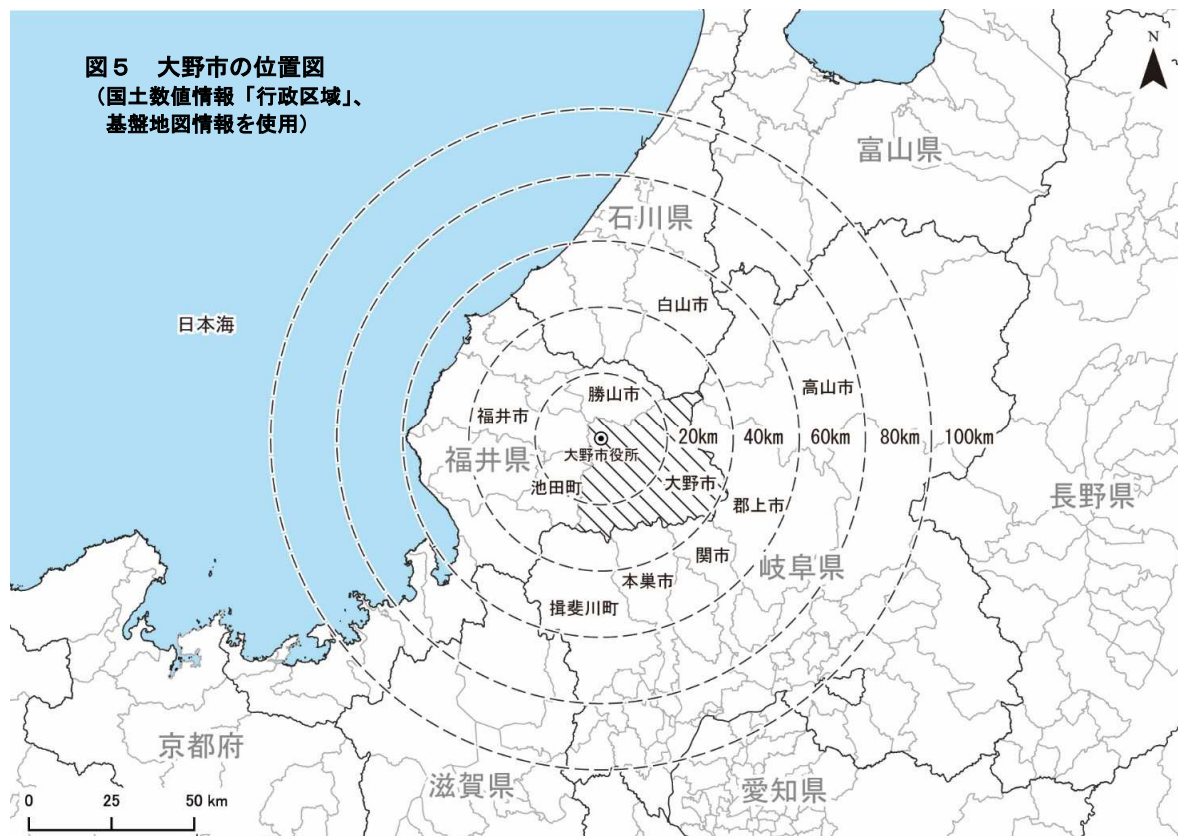 図5 大野市の位置図
(国土数値情報「行政区域」、
基盤地図情報を使用)
N
富山県
石川県
白山市
日本海
高山市
勝山市
福井市
20km
40km
60km
80km
100km
大野市役所
福井県
池田町
大野市
郡上市
長野県
関市
岐阜県
本巣市
揖斐川町
京都府
滋賀県
愛知県
0 25 50 km